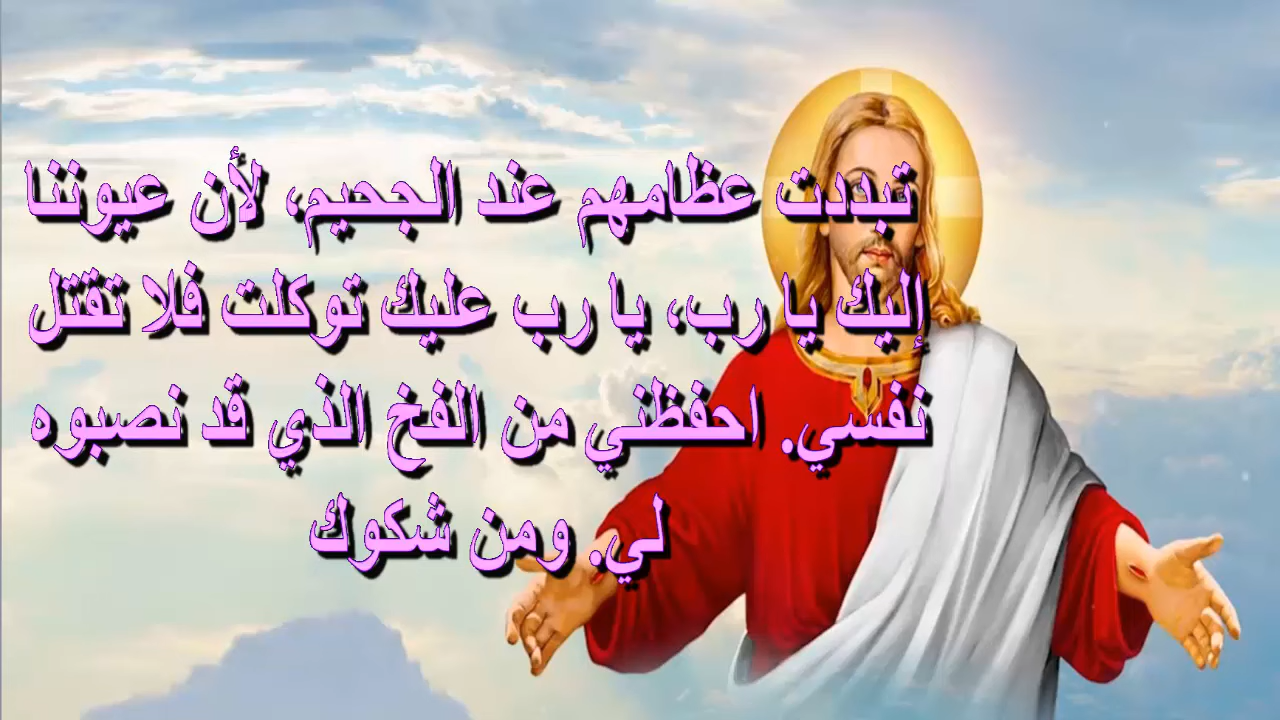 تبددت عظامهم عند الجحيم، لأن عيوننا
إليك يا رب، يا رب عليك توكلت فلا تقتل
نفسي. احفظني من الفخ الذي قد نصبوه
لي. ومن شكوك